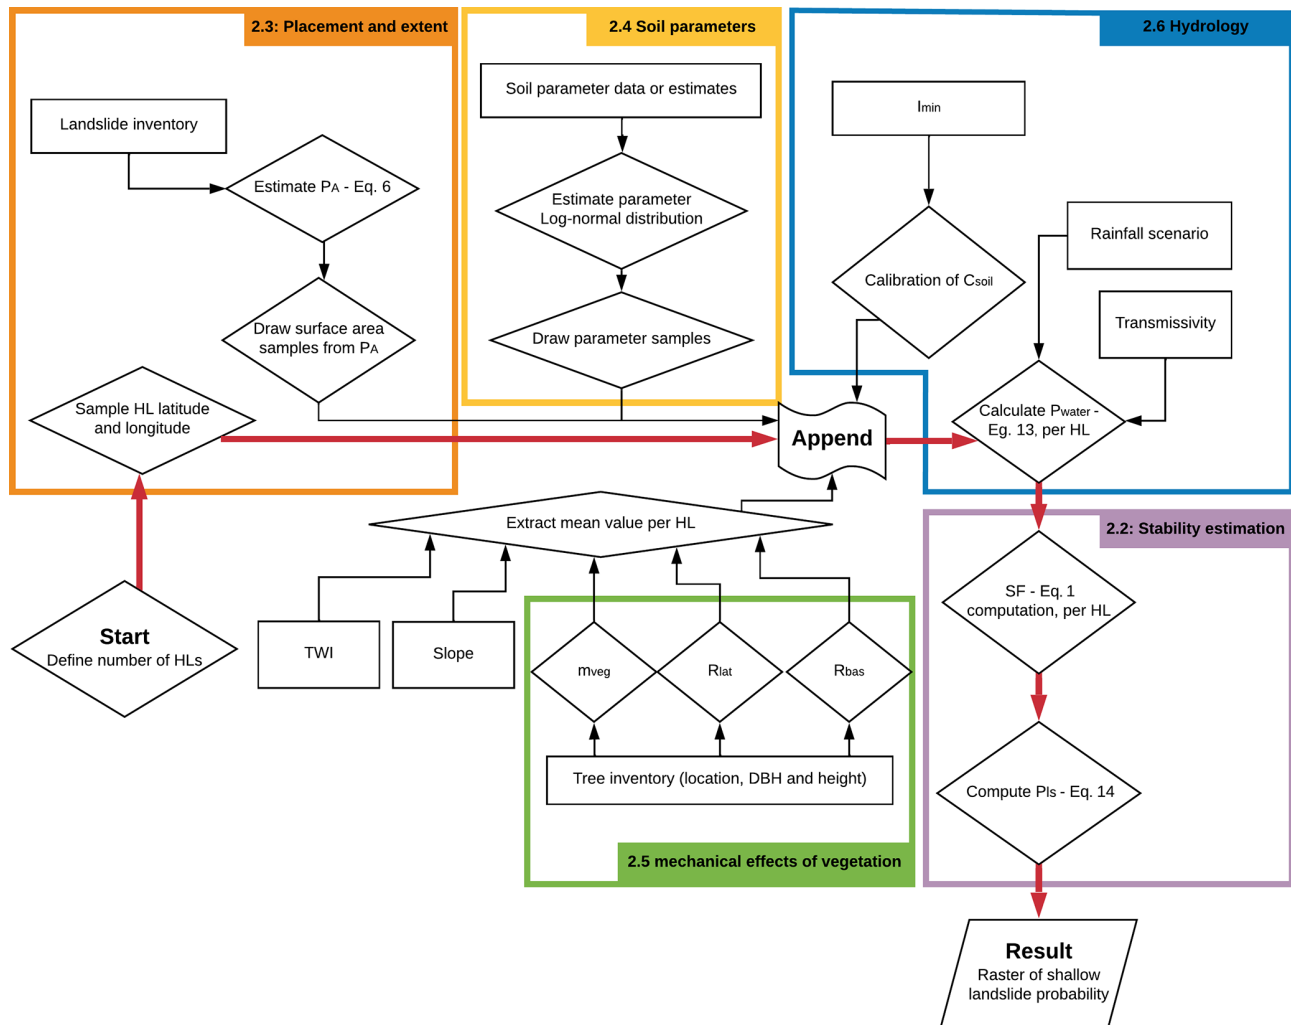 2.3: Placement and extent
2.4 Soil parameters
2.6 Hydrology
Landslide inventory
Estimate PA - Eq. 6
Draw surface area
samples from PA
Sample HL latitude
and longitude
Soil parameter data or estimates
Estimate parameter
Log-normal distribution
Draw parameter samples
Imin
Calibration of Csoil
Rainfall scenario
Transmissivity
Calculate Pwater -
Eg. 13, per HL
Append
Extract mean value per HL
Start
Define number of HLs
TWI
Slope
mveg
Rlat
Rbas
Tree inventory (location, DBH and height)
2.5 mechanical effects of vegetation
2.2: Stability estimation
SF - Eq. 1
computation, per HL
Compute Pls - Eq. 14
Result
Raster of shallow
landslide probability